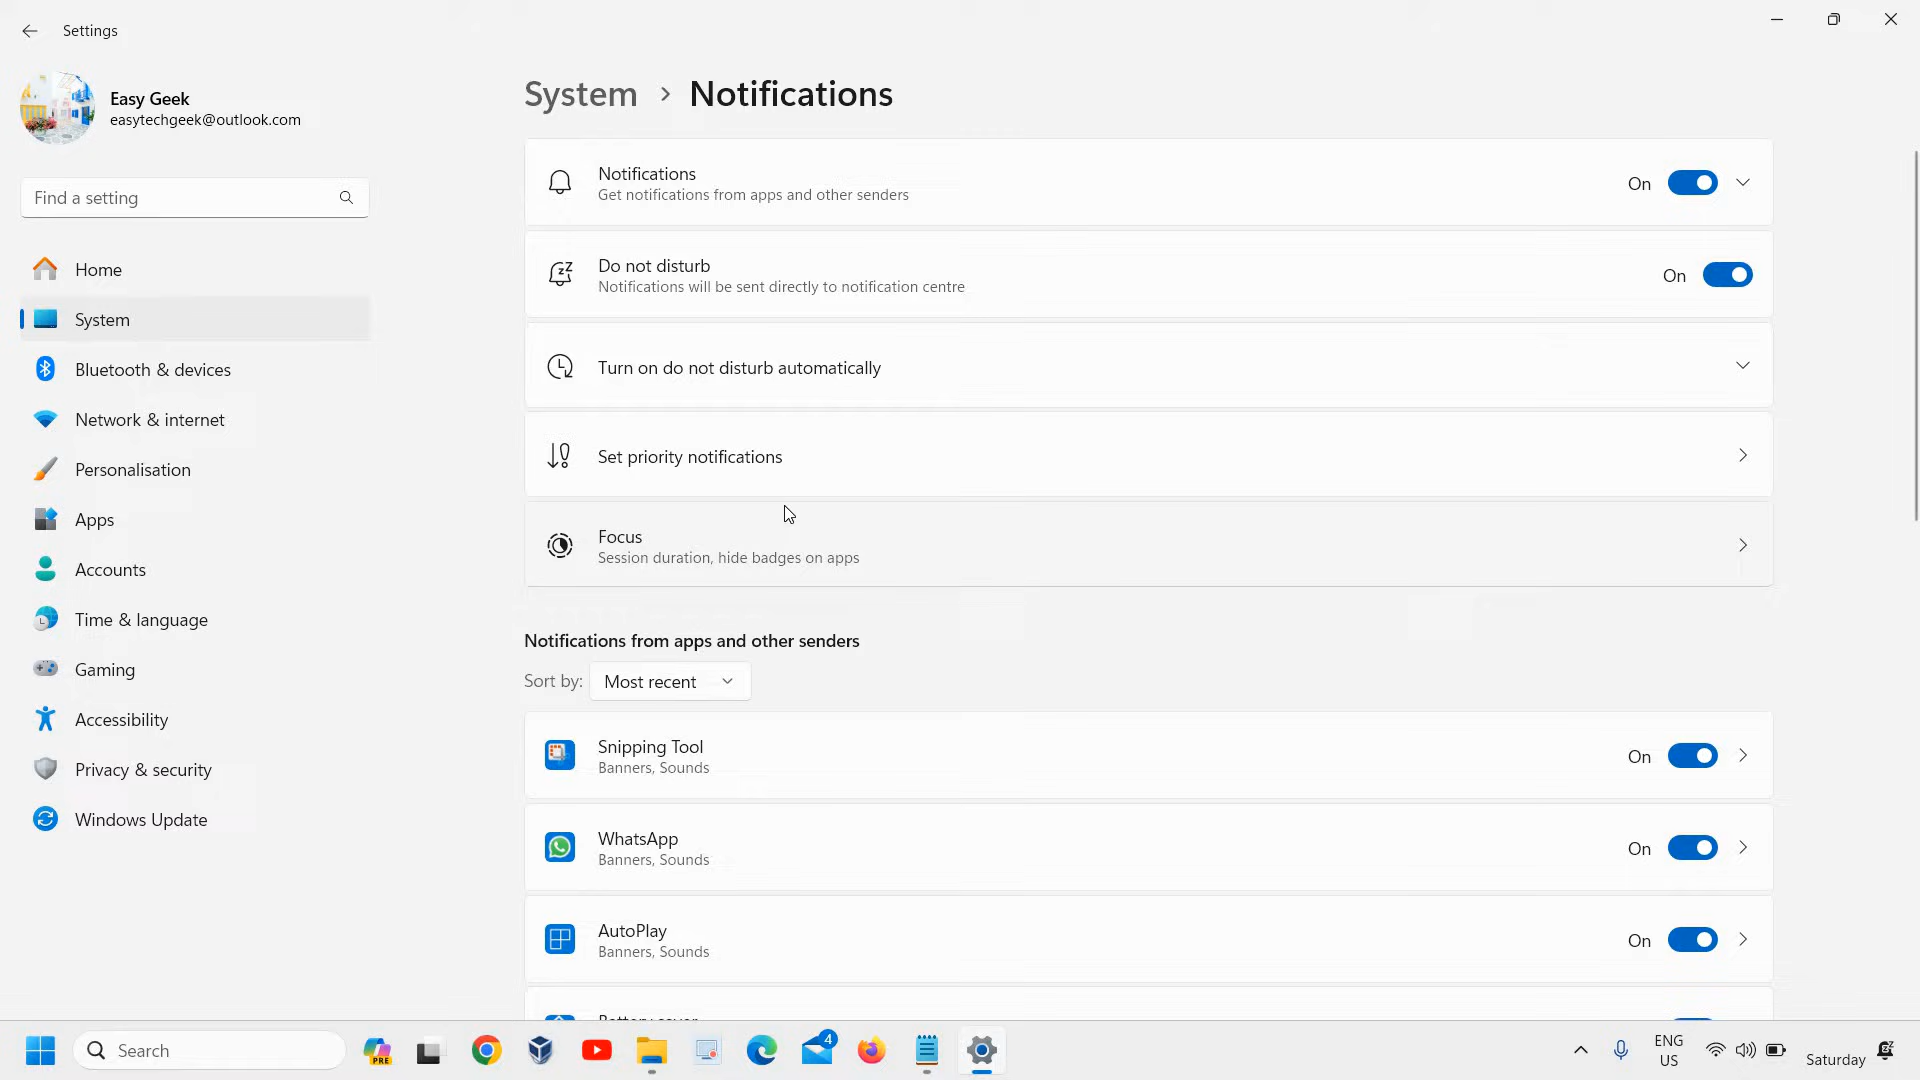 Settings
Easy Geek
easytechgeek@outlook.com
Find a setting
Home
System
Bluetooth & devices
Network & internet
Personalisation
Apps
Accounts
Time & language
Gaming
Accessibility
Privacy & security
Windows Update
System > Notifications
Notifications
Get notifications from apps and other senders
On
Do not disturb
Notifications will be sent directly to notification centre
On
Turn on do not disturb automatically
Set priority notifications
Focus
Session duration, hide badges on apps
Notifications from apps and other senders
Sort by: Most recent
Snipping Tool
Banners, Sounds
On
WhatsApp
Banners, Sounds
On
AutoPlay
Banners, Sounds
On
Search
PRE
4
ENG
US
Saturday